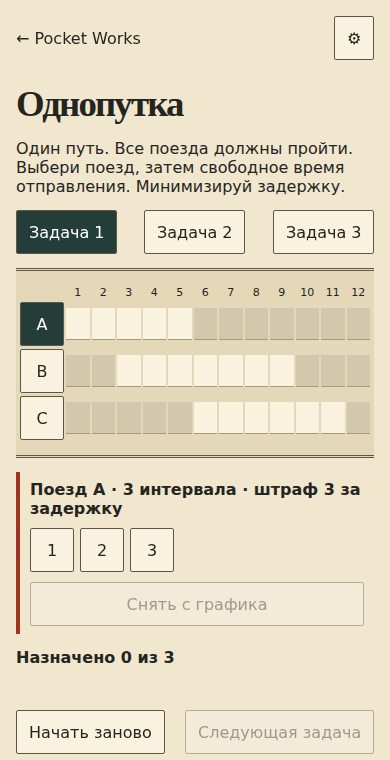 ← Pocket Works
⚙
Однопутка
Один путь. Все поезда должны пройти.
Выбери поезд, затем свободное время
отправления. Минимизируй задержку.
Задача 1 Задача 2 Задача 3
1 2 3 4 5 6 7 8 9 10 11 12
A
B
C
Поезд A · 3 интервала · штраф 3 за
задержку
1 2 3
Снять с графика
Назначено 0 из 3
Начать заново Следующая задача